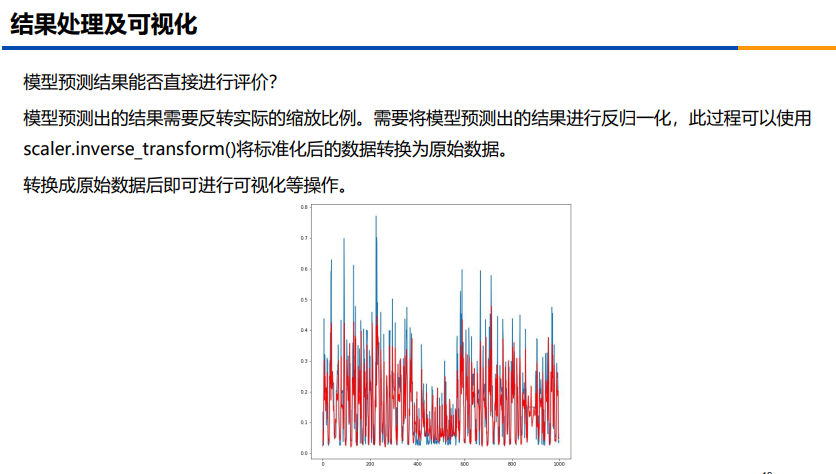 结果处理及可视化
模型预测结果能否直接进行评价？
模型预测出的结果需要反转实际的缩放比例。需要将模型预测出的结果进行反归一化，此过程可以使用
scaler.inverse_transform()将标准化后的数据转换为原始数据。
转换成原始数据后即可进行可视化等操作。
0.8
0.7
0.6
0.5
0.4
0.3
0.2
0.1
0.0
0 200 400 600 800 1000